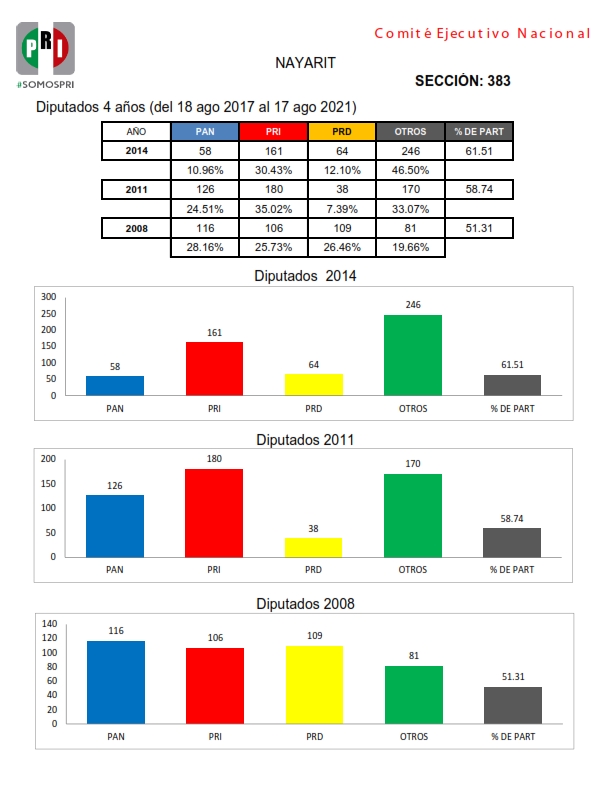 PRI
#SOMOSPRI
Comité Ejecutivo Nacional
NAYARIT
SECCIÓN: 383
Diputados 4 años (del 18 ago 2017 al 17 ago 2021)
AÑO PAN PRI PRD OTROS % DE PART
2014 58 161 64 246 61.51
10.96% 30.43% 12.10% 46.50%
2011 126 180 38 170 58.74
24.51% 35.02% 7.39% 33.07%
2008 116 106 109 81 51.31
28.16% 25.73% 26.46% 19.66%
Diputados 2014
300
250
200
150
100
50
0
58 161 64 246 61.51
PAN PRI PRD OTROS % DE PART
Diputados 2011
200
150
100
50
0
126 180 38 170 58.74
PAN PRI PRD OTROS % DE PART
Diputados 2008
140
120
100
80
60
40
20
0
116 106 109 81 51.31
PAN PRI PRD OTROS % DE PART